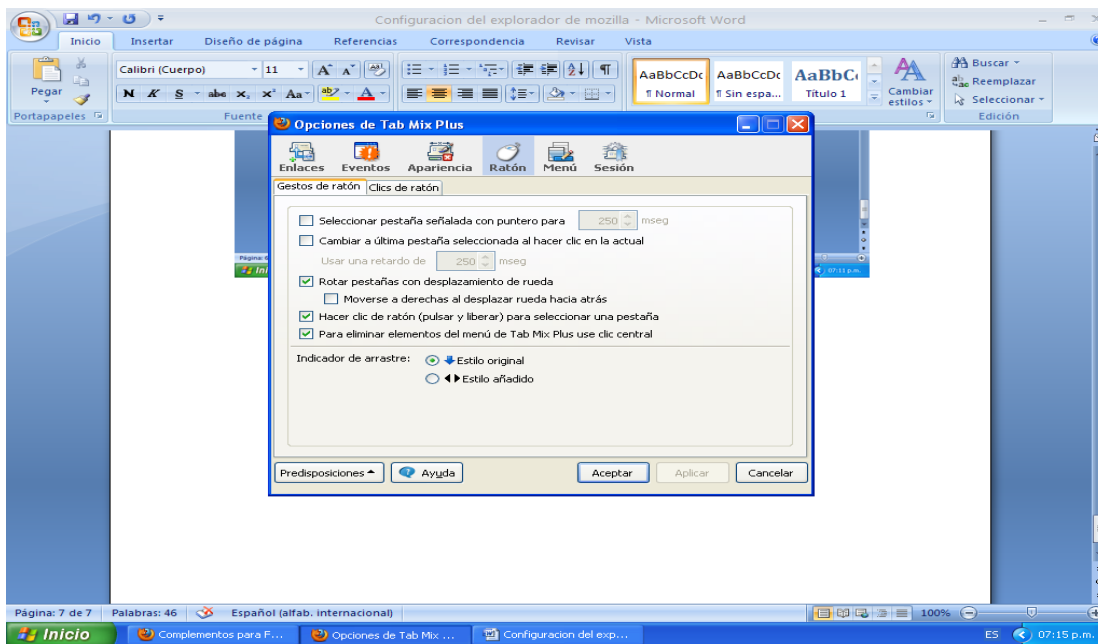 Configuracion del explorador de mozilla - Microsoft Word
Inicio Insertar Diseño de página Referencias Correspondencia Revisar Vista
Pegar
Portapapeles
Calibri (Cuerpo) 11
N K S abc x₂ x² Aa
Fuente
AaBbCcDc AaBbCcDc AaBbC
¶ Normal ¶ Sin espa... Título 1
Cambiar estilos
Buscar
Reemplazar
Seleccionar
Edición
Opciones de Tab Mix Plus
Enlaces Eventos Apariencia Ratón Menú Sesión
Gestos de ratón Clics de ratón
Seleccionar pestaña señalada con puntero para 250 mseg
Cambiar a última pestaña seleccionada al hacer clic en la actual
Usar una retardo de 250 mseg
Rotar pestañas con desplazamiento de rueda
Moverse a derechas al desplazar rueda hacia atrás
Hacer clic de ratón (pulsar y liberar) para seleccionar una pestaña
Para eliminar elementos del menú de Tab Mix Plus use clic central
Indicador de arrastre: Estilo original
Estilo añadido
Predisposiciones Ayuda Aceptar Aplicar Cancelar
07:11 p.m.
Página: 7 de 7 Palabras: 46 Español (alfab. internacional) 100%
Inicio Complementos para F... Opciones de Tab Mix ... Configuracion del exp... ES 07:15 p.m.